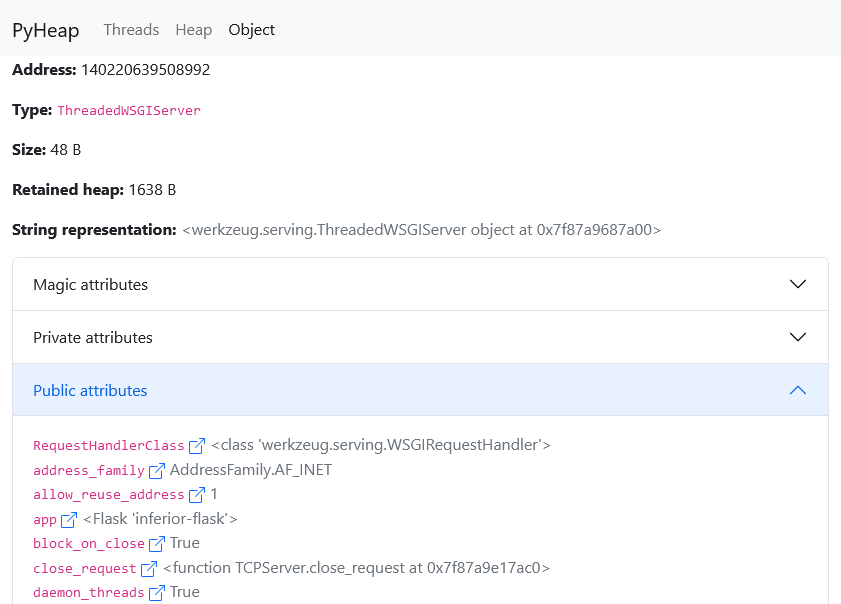 PyHeap Threads Heap Object
Address: 140220639508992
Type: ThreadedWSGIServer
Size: 48 B
Retained heap: 1638 B
String representation: <werkzeug.serving.ThreadedWSGIServer object at 0x7f87a9687a00>
Magic attributes
Private attributes
Public attributes
RequestHandlerClass <class 'werkzeug.serving.WSGIRequestHandler'>
address_family AddressFamily.AF_INET
allow_reuse_address 1
app <Flask 'inferior-flask'>
block_on_close True
close_request <function TCPServer.close_request at 0x7f87a9e17ac0>
daemon_threads True